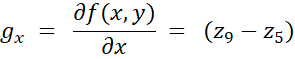 g_x = ∂f(x,y)/∂x = (z_9 − z_5)